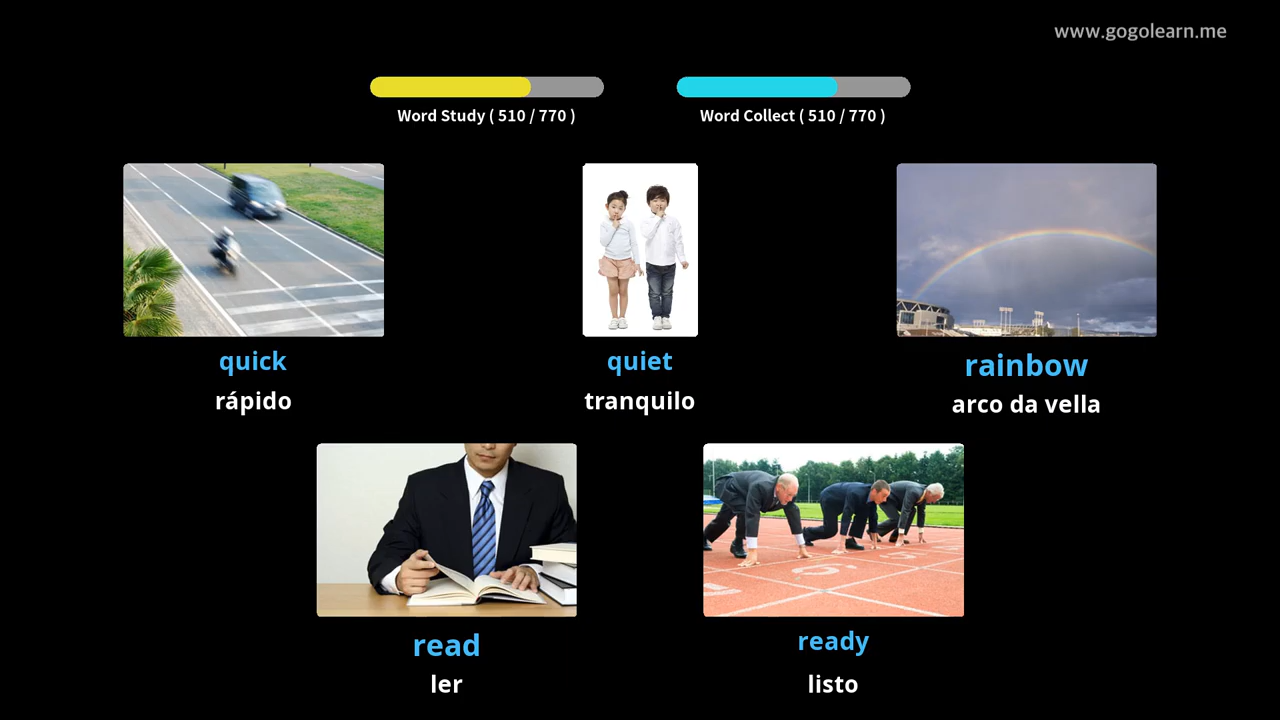 www.gogolearn.me
Word Study ( 510 / 770 )
Word Collect ( 510 / 770 )
quick
rápido
quiet
tranquilo
rainbow
arco da vella
read
ler
ready
listo